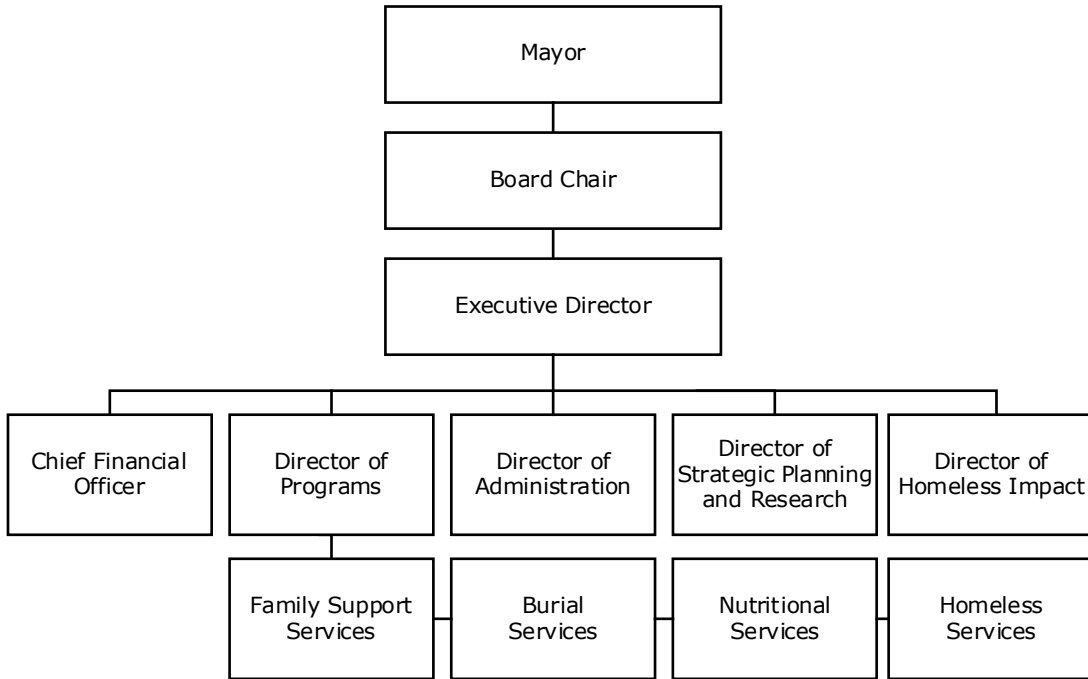 Mayor
Board Chair
Executive Director
Chief Financial
Officer
Director of
Programs
Director of
Administration
Director of
Strategic Planning
and Research
Director of
Homeless Impact
Family Support
Services
Burial
Services
Nutritional
Services
Homeless
Services